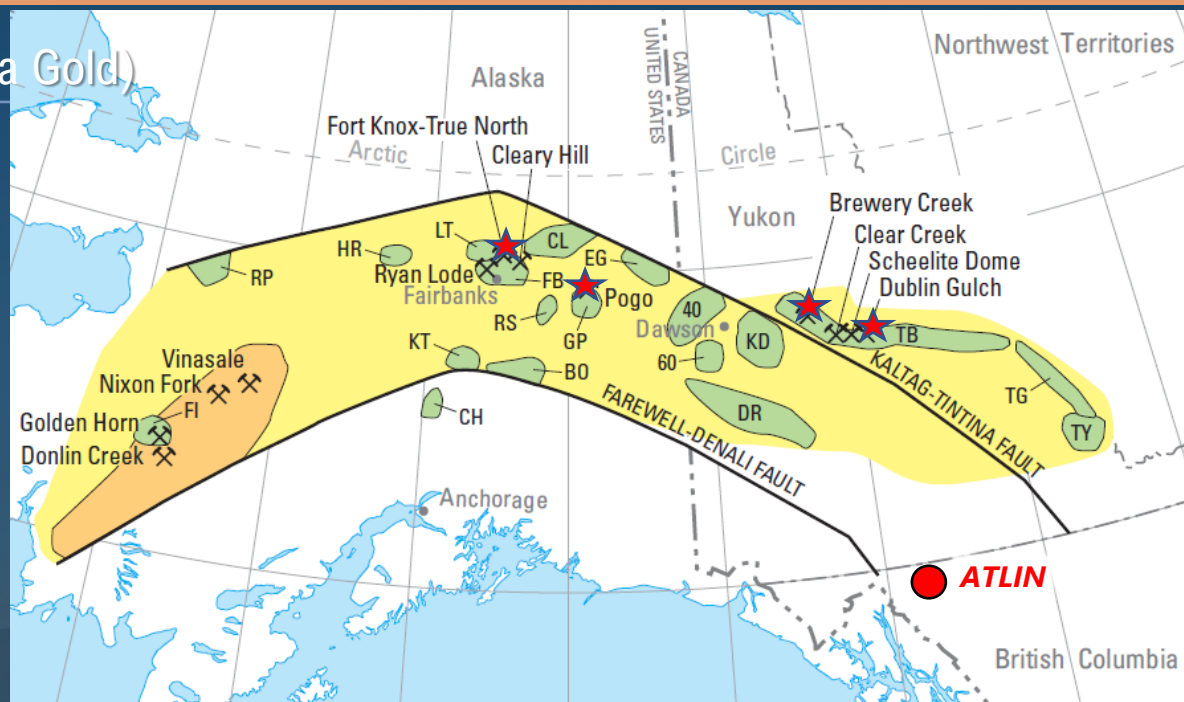 a Gold)
Northwest Territories
Alaska
CANADA
UNITED STATES
Fort Knox-True North
Arctic
Circle
Cleary Hill
Brewery Creek
Yukon
Clear Creek
Scheelite Dome
Dublin Gulch
LT
CL
HR
EG
RP
Ryan Lode
FB
Fairbanks
Pogo
40
RS
GP
Dawson
KD
TB
KT
60
BO
KALTAG-TINTINA FAULT
Vinasale
Nixon Fork
FI
Golden Horn
Donlin Creek
CH
FAREWELL-DENALI FAULT
DR
TG
TY
Anchorage
ATLIN
British Columbia